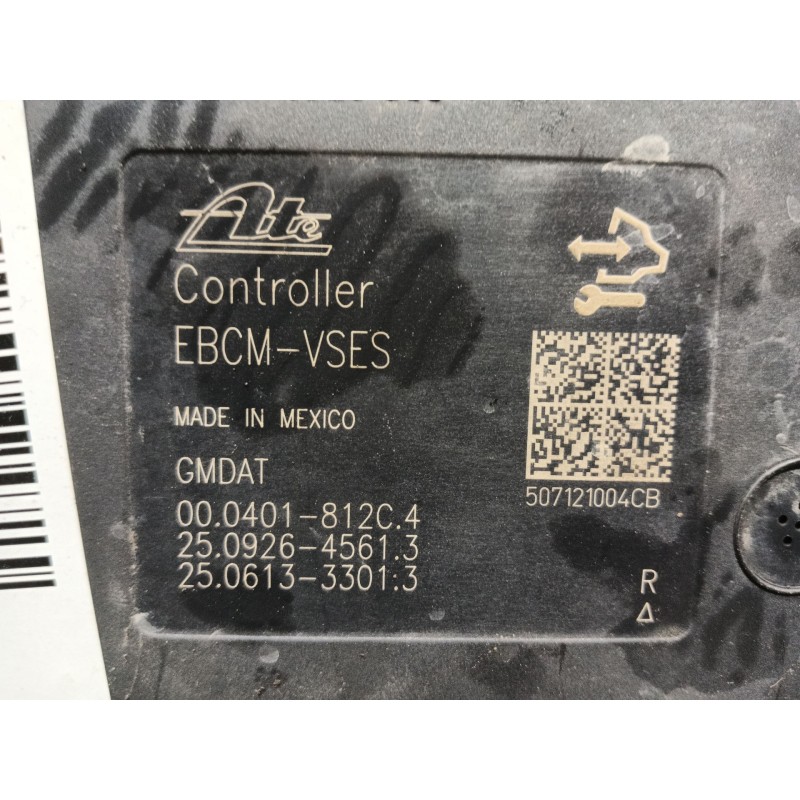 Ate
Controller
EBCM-VSES
MADE IN MEXICO
GMDAT
507121004CB
00.0401-812C.4
25.0926-4561.3
25.0613-3301:3
R
Δ